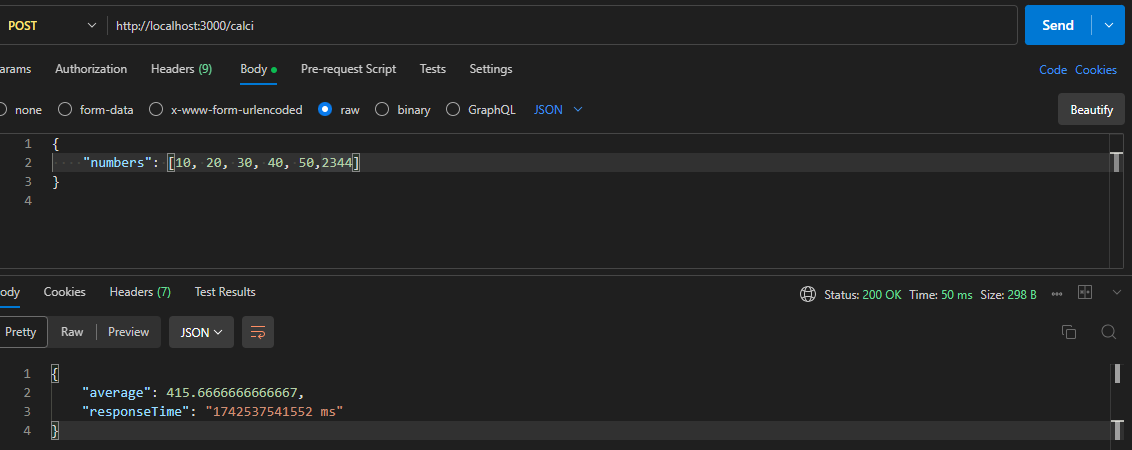 POST http://localhost:3000/calci Send
arams Authorization Headers (9) Body Pre-request Script Tests Settings Code Cookies
none form-data x-www-form-urlencoded raw binary GraphQL JSON Beautify
1 {
2 "numbers": [10, 20, 30, 40, 50,2344]
3 }
4
ody Cookies Headers (7) Test Results Status: 200 OK Time: 50 ms Size: 298 B
Pretty Raw Preview JSON
1 {
2 "average": 415.6666666666667,
3 "responseTime": "1742537541552 ms"
4 }